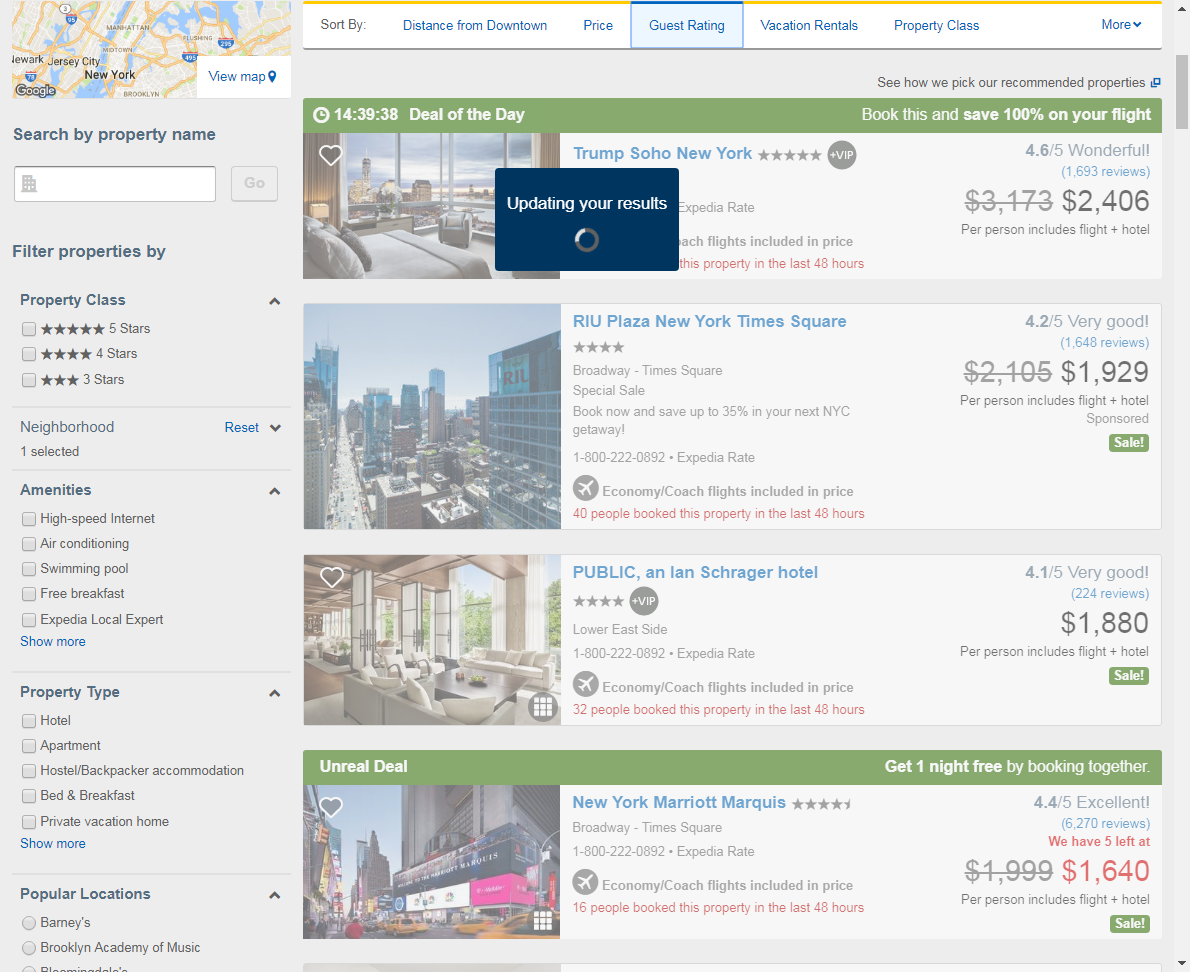 MANHATTAN
FLUSHING
MIDTOWN
3
95
295
495
Jersey City
78
New York
BROOKLYN
Google
View map
Search by property name
Go
Filter properties by
Property Class
5 Stars
4 Stars
3 Stars
Neighborhood Reset
1 selected
Amenities
High-speed Internet
Air conditioning
Swimming pool
Free breakfast
Expedia Local Expert
Show more
Property Type
Hotel
Apartment
Hostel/Backpacker accommodation
Bed & Breakfast
Private vacation home
Show more
Popular Locations
Barney's
Brooklyn Academy of Music
Bloomingdale's
Sort By: Distance from Downtown Price Guest Rating Vacation Rentals Property Class More
See how we pick our recommended properties
14:39:38 Deal of the Day Book this and save 100% on your flight
Trump Soho New York +VIP
4.6/5 Wonderful!
(1,693 reviews)
$3,173 $2,406
Per person includes flight + hotel
Updating your results
Expedia Rate
Coach flights included in price
this property in the last 48 hours
RIU Plaza New York Times Square
4.2/5 Very good!
(1,648 reviews)
$2,105 $1,929
Per person includes flight + hotel
Sponsored
Sale!
RIU
Broadway - Times Square
Special Sale
Book now and save up to 35% in your next NYC
getaway!
1-800-222-0892 • Expedia Rate
Economy/Coach flights included in price
40 people booked this property in the last 48 hours
PUBLIC, an Ian Schrager hotel
+VIP
4.1/5 Very good!
(224 reviews)
$1,880
Per person includes flight + hotel
Sale!
Lower East Side
1-800-222-0892 • Expedia Rate
Economy/Coach flights included in price
32 people booked this property in the last 48 hours
Unreal Deal Get 1 night free by booking together.
New York Marriott Marquis
4.4/5 Excellent!
(6,270 reviews)
We have 5 left at
$1,999 $1,640
Per person includes flight + hotel
Sale!
Broadway - Times Square
1-800-222-0892 • Expedia Rate
Economy/Coach flights included in price
16 people booked this property in the last 48 hours
WELCOME TO THE MARRIOTT MARQUIS